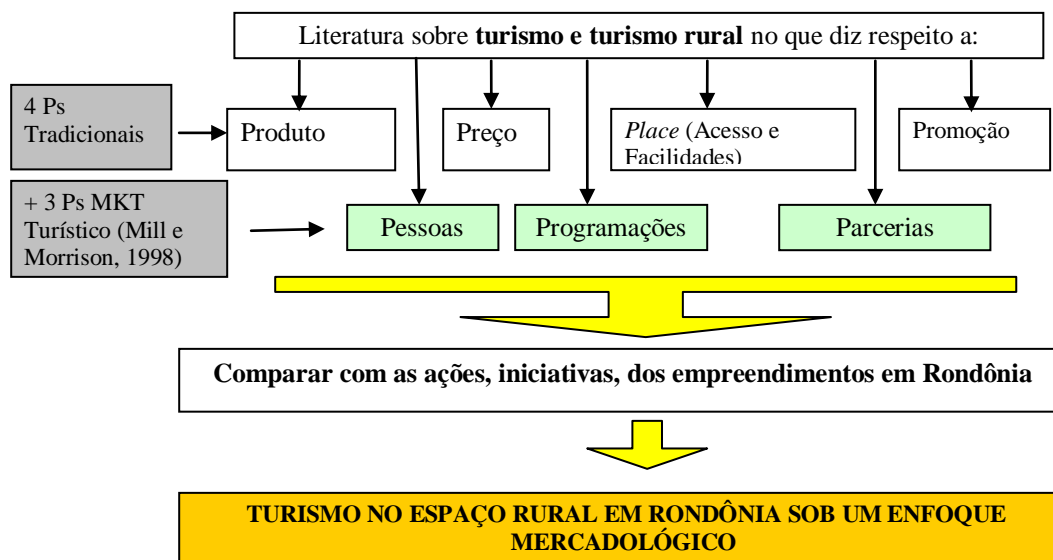 Literatura sobre turismo e turismo rural no que diz respeito a:
4 Ps
Tradicionais
Produto
Preço
Place (Acesso e
Facilidades)
Promoção
+ 3 Ps MKT
Turístico (Mill e
Morrison, 1998)
Pessoas
Programações
Parcerias
Comparar com as ações, iniciativas, dos empreendimentos em Rondônia
TURISMO NO ESPAÇO RURAL EM RONDÔNIA SOB UM ENFOQUE
MERCADOLÓGICO